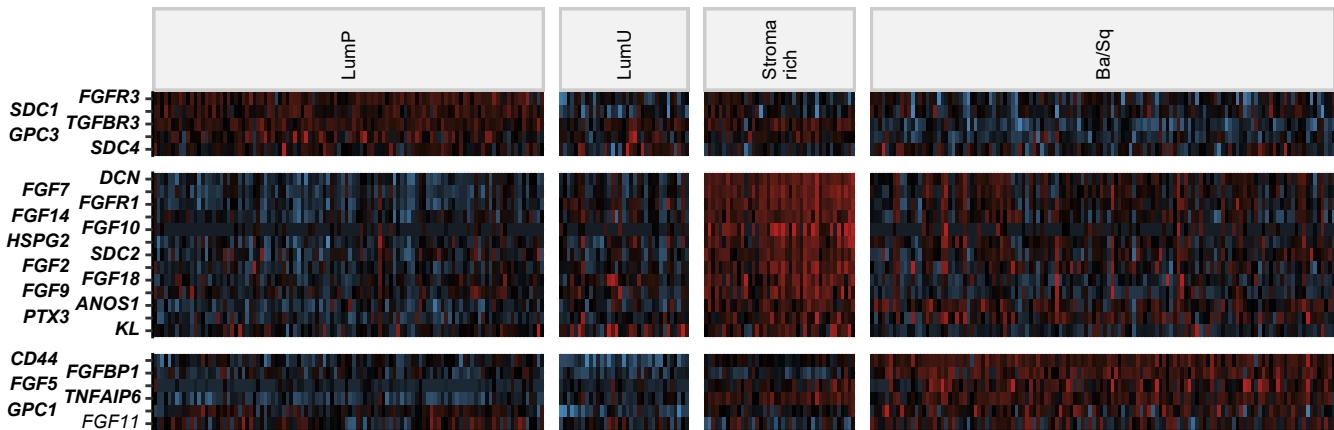 LumP
LumU
Stroma
rich
Ba/Sq
FGFR3
SDC1
TGFBR3
GPC3
SDC4
DCN
FGF7
FGFR1
FGF14
FGF10
HSPG2
SDC2
FGF2
FGF18
FGF9
ANOS1
PTX3
KL
CD44
FGFBP1
FGF5
TNFAIP6
GPC1
FGF11